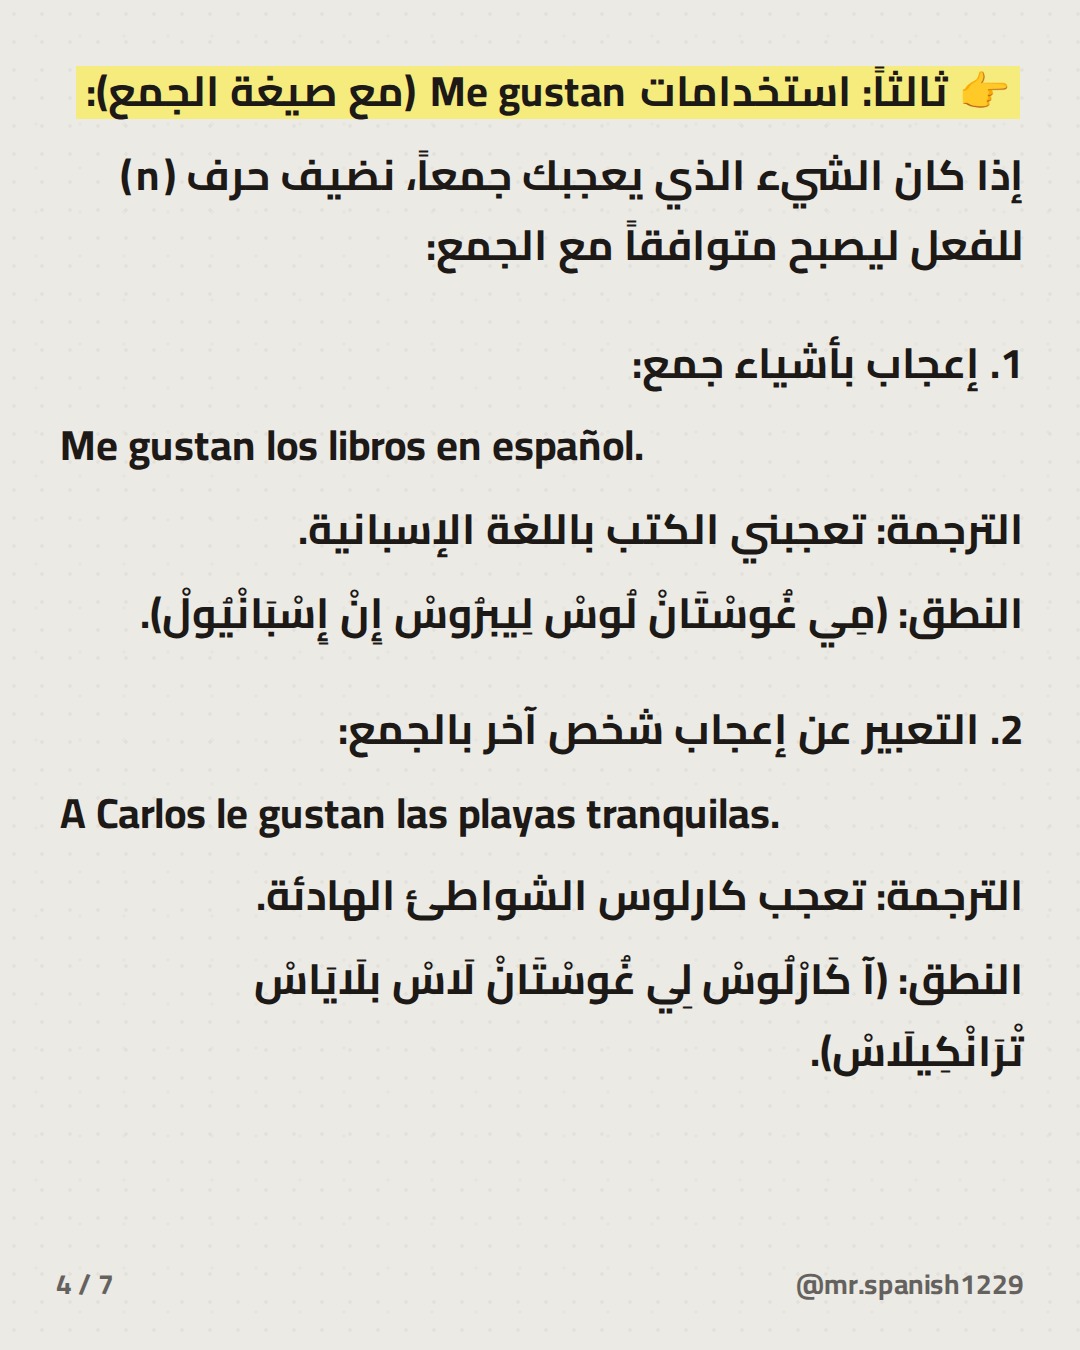 👉 ثالثاً: استخدامات Me gustan (مع صيغة الجمع):
إذا كان الشيء الذي يعجبك جمعاً، نضيف حرف (n)
للفعل ليصبح متوافقاً مع الجمع:
1. إعجاب بأشياء جمع:
Me gustan los libros en español.
الترجمة: تعجبني الكتب باللغة الإسبانية.
النطق: (مِي غُوسْتَانْ لُوسْ لِيبرُوسْ إِنْ إِسْبَانْيُولْ).
2. التعبير عن إعجاب شخص آخر بالجمع:
A Carlos le gustan las playas tranquilas.
الترجمة: تعجب كارلوس الشواطئ الهادئة.
النطق: (آ كَارْلُوسْ لِي غُوسْتَانْ لَاسْ بلَايَاسْ
تْرَانْكِيلَاسْ).
4 / 7
@mr.spanish1229